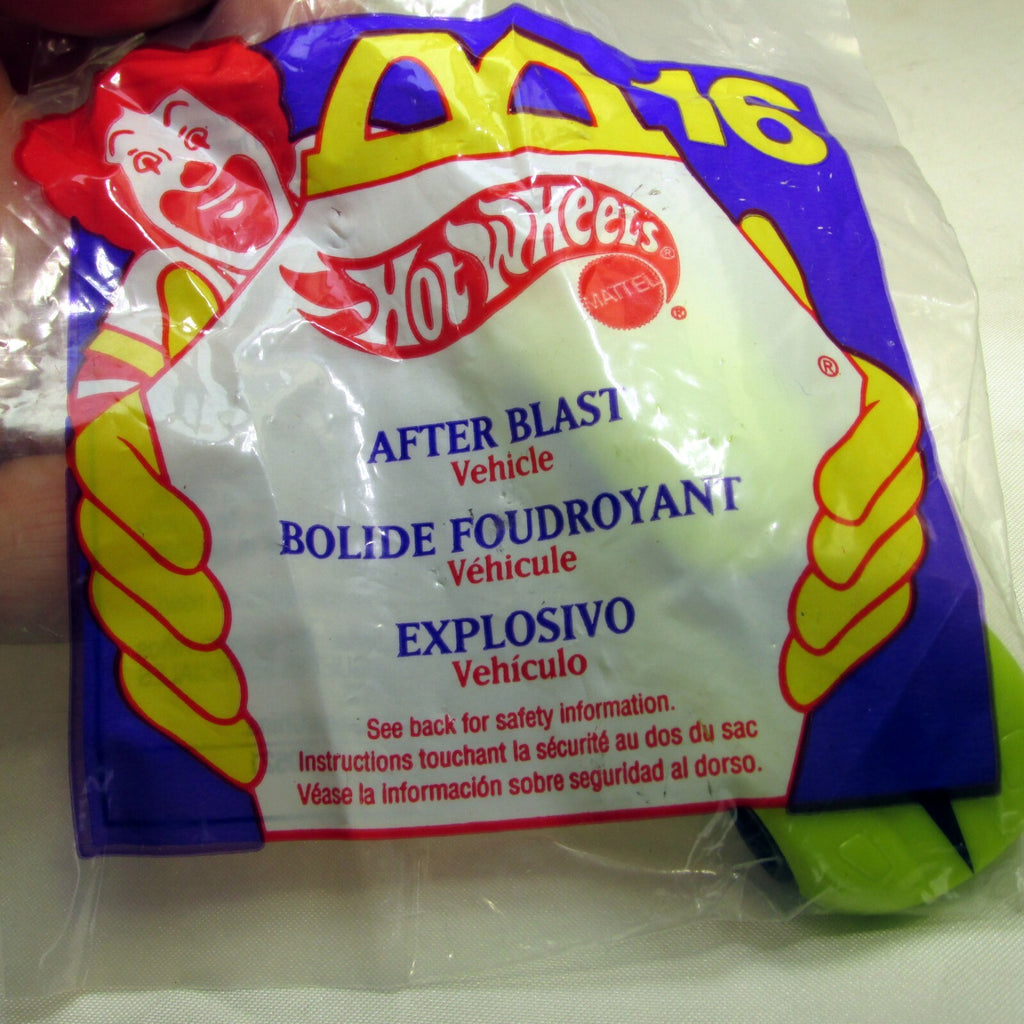 16
HOT WHEELS®
MATTEL®
®
AFTER BLAST
Vehicle
BOLIDE FOUDROYANT
Véhicule
EXPLOSIVO
Vehículo
See back for safety information.
Instructions touchant la sécurité au dos du sac
Véase la información sobre seguridad al dorso.